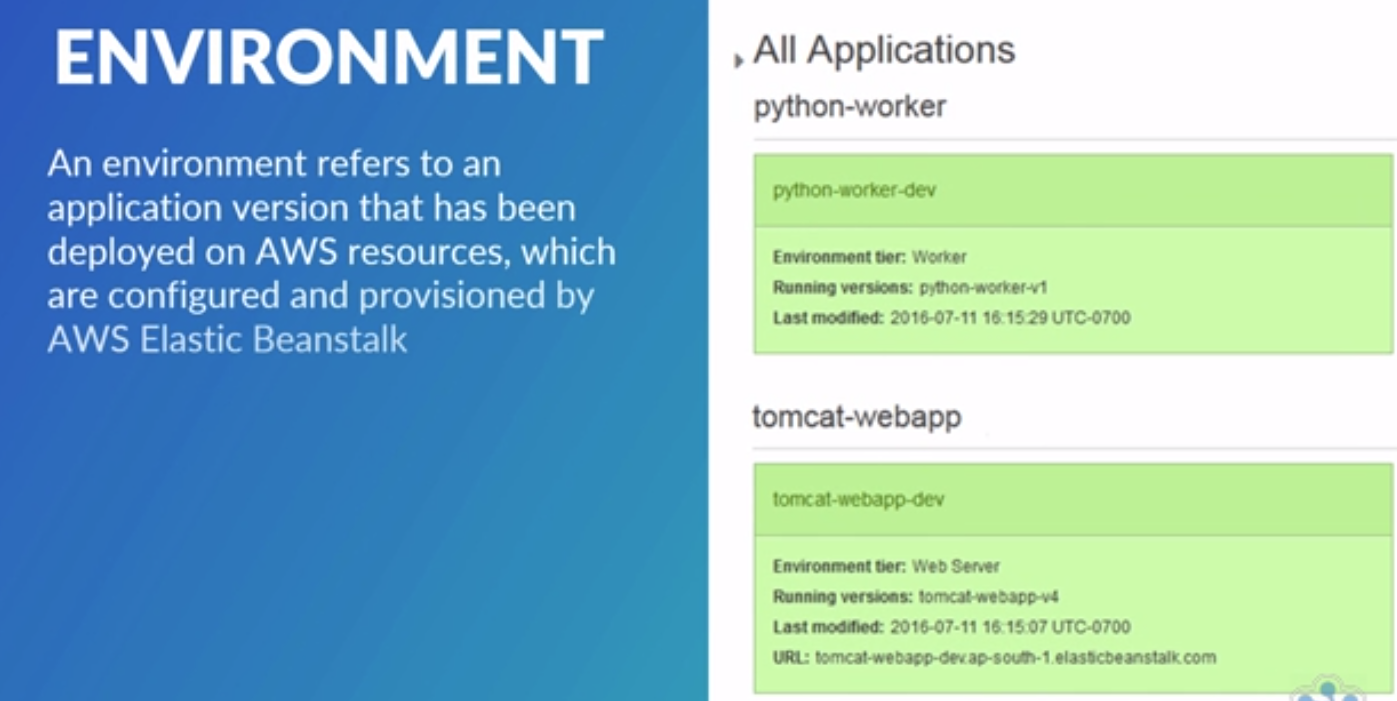 ENVIRONMENT
An environment refers to an
application version that has been
deployed on AWS resources, which
are configured and provisioned by
AWS Elastic Beanstalk
All Applications
python-worker
python-worker-dev
Environment tier: Worker
Running versions: python-worker-v1
Last modified: 2016-07-11 16:15:29 UTC-0700
tomcat-webapp
tomcat-webapp-dev
Environment tier: Web Server
Running versions: tomcat-webapp-v4
Last modified: 2016-07-11 16:15:07 UTC-0700
URL: tomcat-webapp-dev.ap-south-1.elasticbeanstalk.com